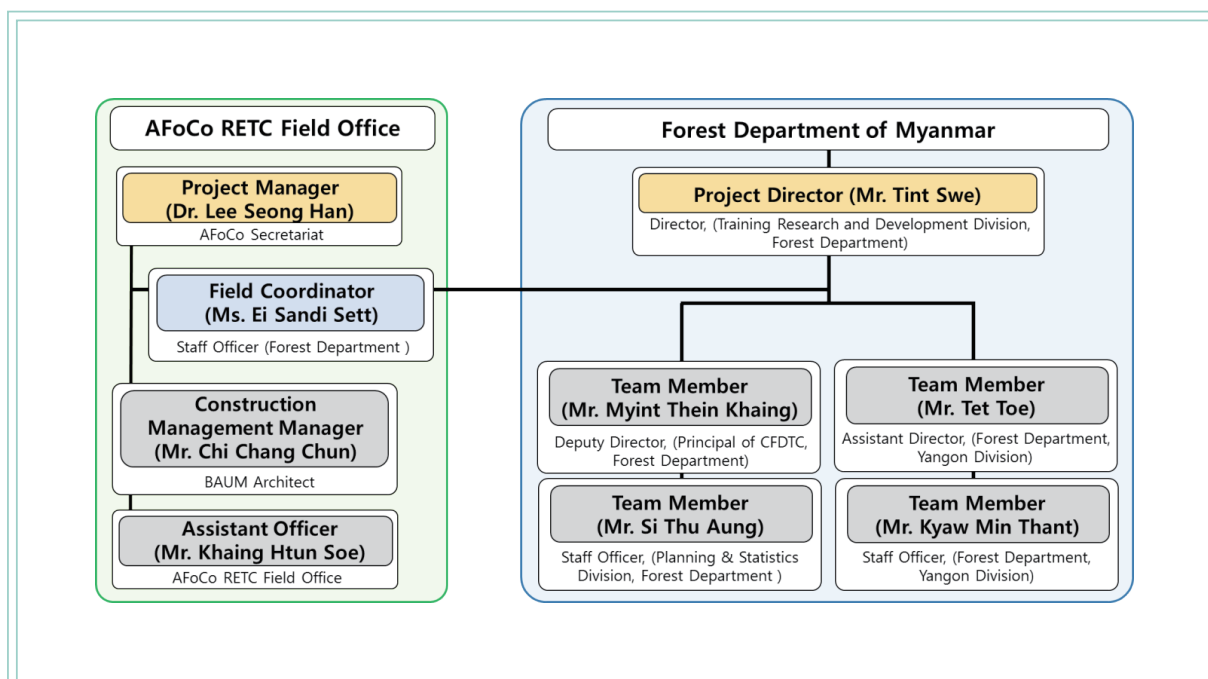 AFoCo RETC Field Office
Project Manager
(Dr. Lee Seong Han)
AFoCo Secretariat
Field Coordinator
(Ms. Ei Sandi Sett)
Staff Officer (Forest Department )
Construction
Management Manager
(Mr. Chi Chang Chun)
BAUM Architect
Assistant Officer
(Mr. Khaing Htun Soe)
AFoCo RETC Field Office
Forest Department of Myanmar
Project Director (Mr. Tint Swe)
Director, (Training Research and Development Division,
Forest Department)
Team Member
(Mr. Myint Thein Khaing)
Deputy Director, (Principal of CFDTC,
Forest Department)
Team Member
(Mr. Si Thu Aung)
Staff Officer, (Planning & Statistics
Division, Forest Department )
Team Member
(Mr. Tet Toe)
Assistant Director, (Forest Department,
Yangon Division)
Team Member
(Mr. Kyaw Min Thant)
Staff Officer, (Forest Department,
Yangon Division)